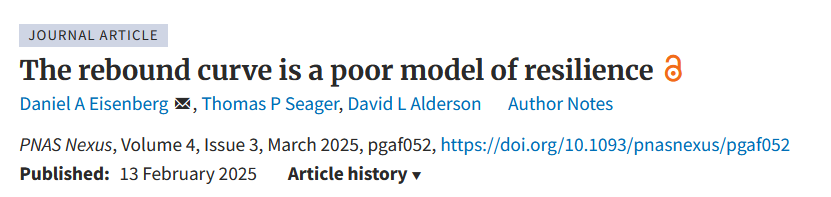 JOURNAL ARTICLE
The rebound curve is a poor model of resilience
Daniel A Eisenberg, Thomas P Seager, David L Alderson Author Notes
PNAS Nexus, Volume 4, Issue 3, March 2025, pgaf052, https://doi.org/10.1093/pnasnexus/pgaf052
Published: 13 February 2025 Article history ▼